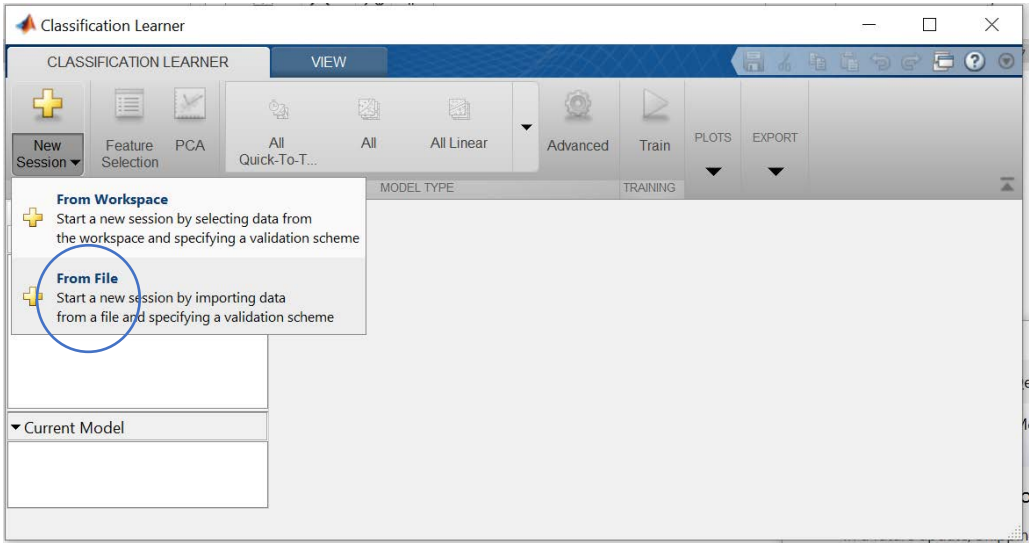 Classification Learner
CLASSIFICATION LEARNER
VIEW
New
Session
Feature
Selection
PCA
All
Quick-To-T...
All
All Linear
Advanced
Train
PLOTS
EXPORT
MODEL TYPE
TRAINING
From Workspace
Start a new session by selecting data from
the workspace and specifying a validation scheme
From File
Start a new session by importing data
from a file and specifying a validation scheme
Current Model